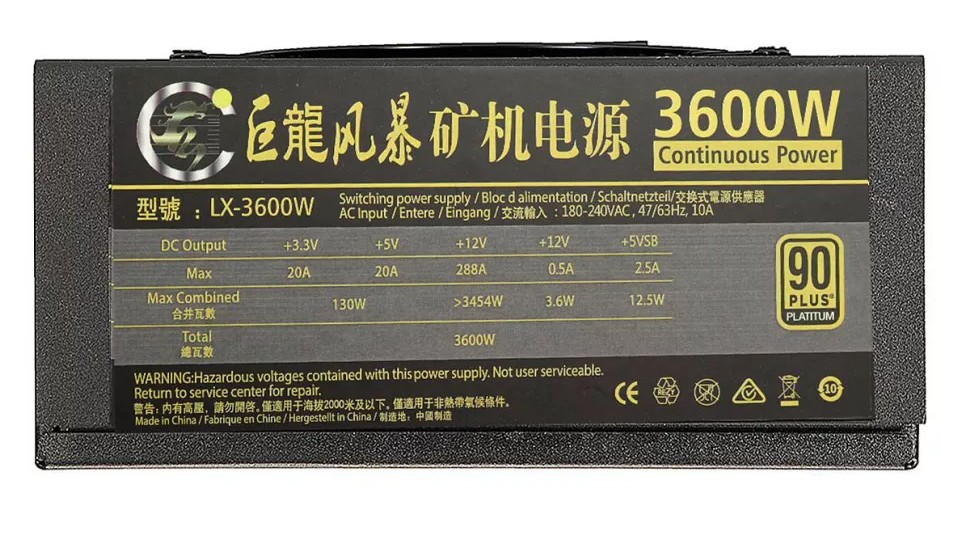 巨龍风暴矿机电源
3600W
Continuous Power
型號：LX-3600W
Switching power supply / Bloc d alimentation / Schaltnetzteil/交換式電源供應器
AC Input / Entere / Eingang / 交流輸入 : 180-240VAC , 47/63Hz, 10A
DC Output +3.3V +5V +12V +12V +5VSB
Max 20A 20A 288A 0.5A 2.5A
Max Combined 130W >3454W 3.6W 12.5W
合并瓦數
Total 3600W
總瓦數
90
PLUS®
PLATITUM
WARNING:Hazardous voltages contained with this power supply. Not user serviceable.
Return to service center for repair.
警告: 内有高壓，請勿開啓，僅適用于海拔2000米及以下，僅適用于非熱帶氣候條件。
Made in China / Fabrique en Chine / Hergestellt in China / 制造地：中國制造
CE
10